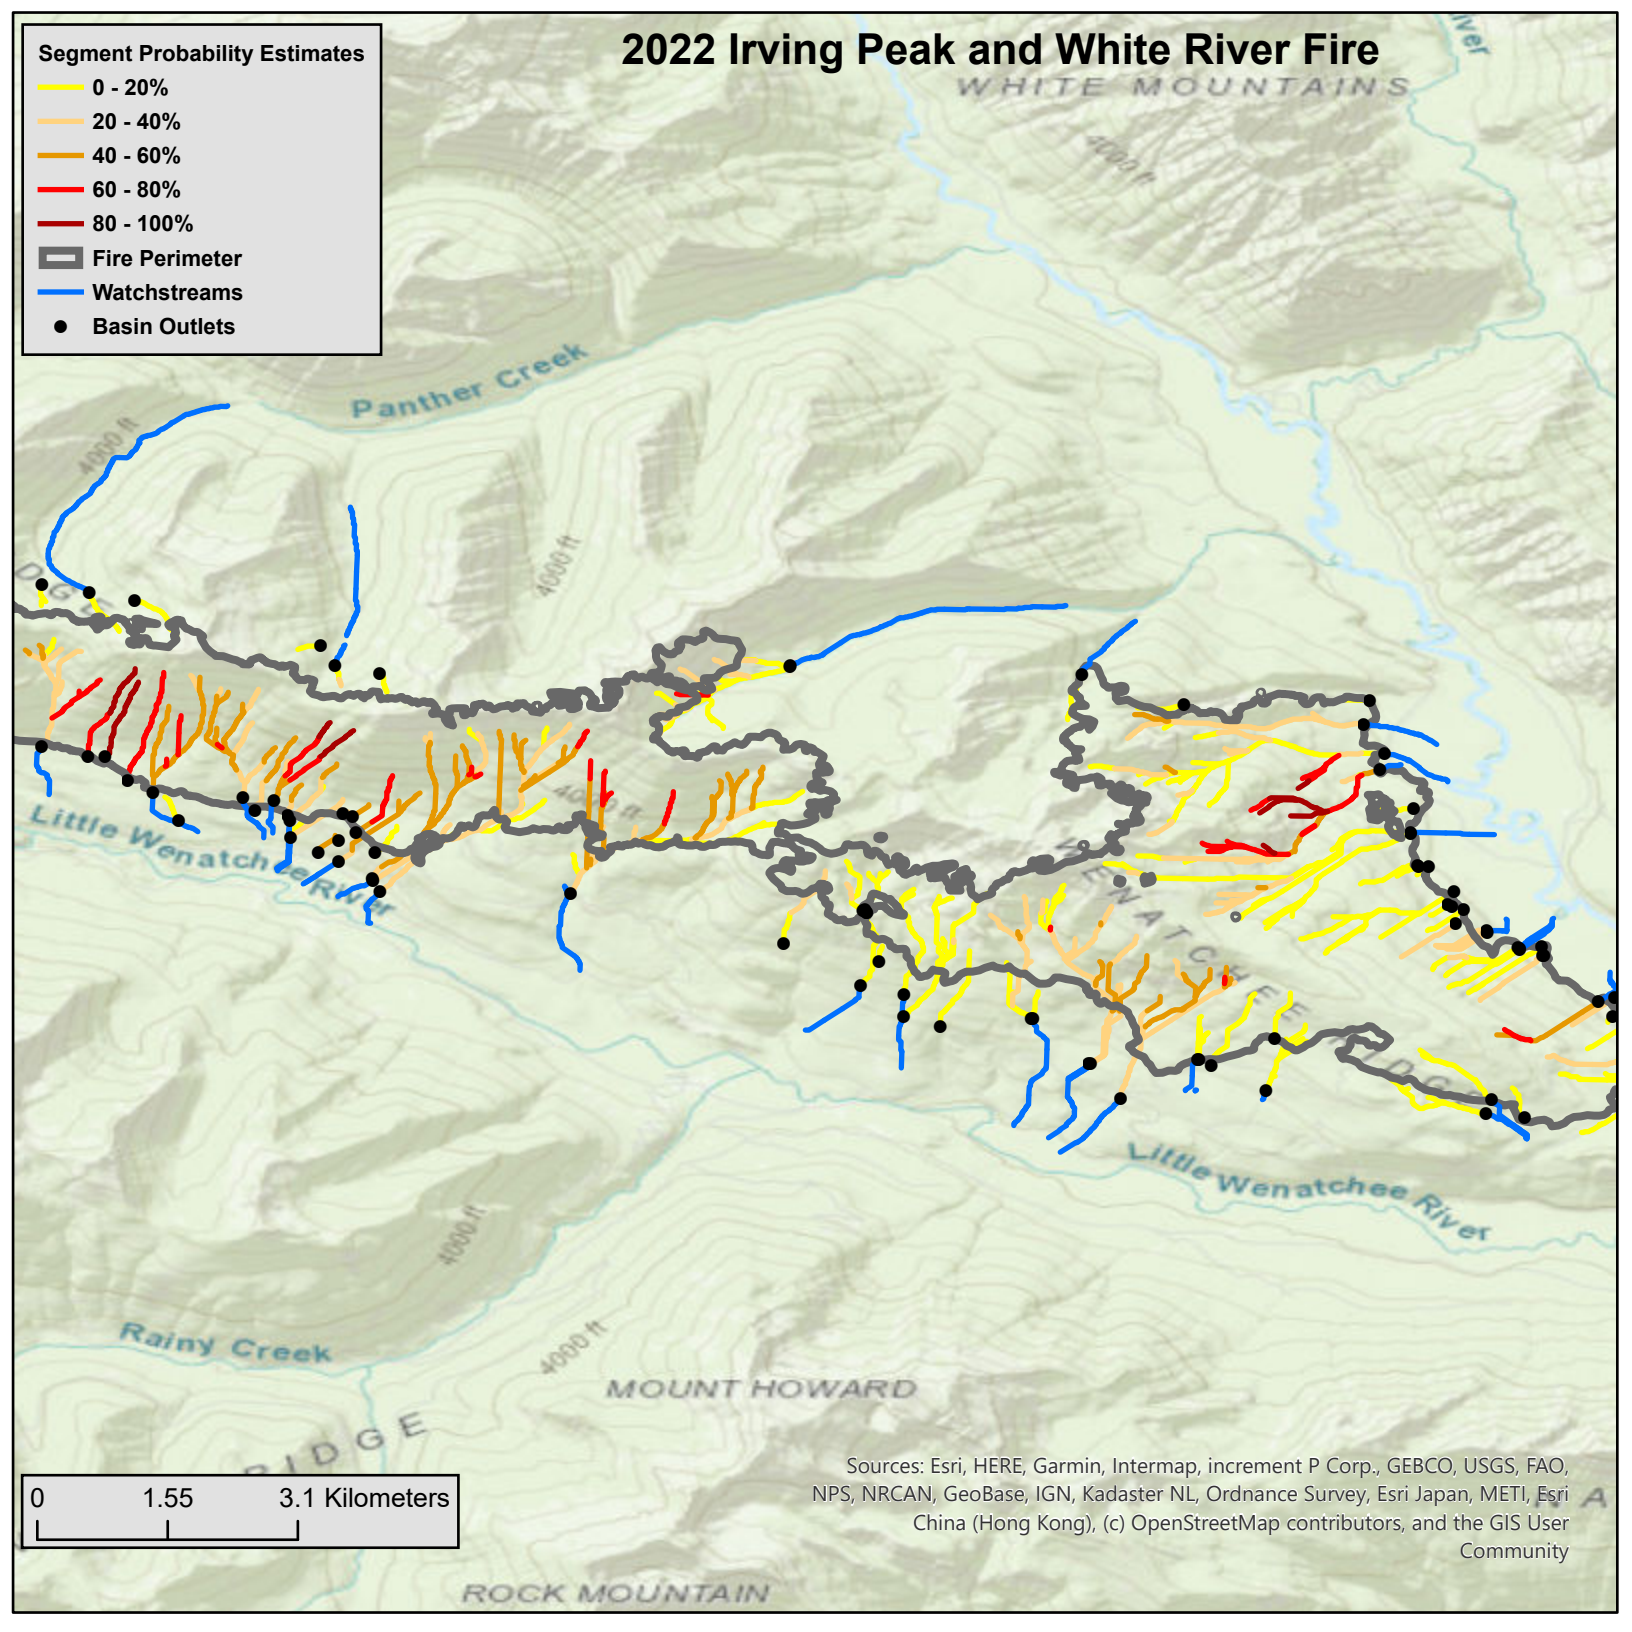 2022 Irving Peak and White River Fire
Segment Probability Estimates
0 - 20%
20 - 40%
40 - 60%
60 - 80%
80 - 100%
Fire Perimeter
Watchstreams
Basin Outlets
River
WHITE MOUNTAINS
4000 ft
Panther Creek
4000 ft
4000 ft
DGE
4000 ft
Little Wenatchee River
WENATCHEE RIDGE
Little Wenatchee River
4000 ft
Rainy Creek
4000 ft
MOUNT HOWARD
RIDGE
0 1.55 3.1 Kilometers
Sources: Esri, HERE, Garmin, Intermap, increment P Corp., GEBCO, USGS, FAO,
NPS, NRCAN, GeoBase, IGN, Kadaster NL, Ordnance Survey, Esri Japan, METI, Esri
China (Hong Kong), (c) OpenStreetMap contributors, and the GIS User
Community
ROCK MOUNTAIN